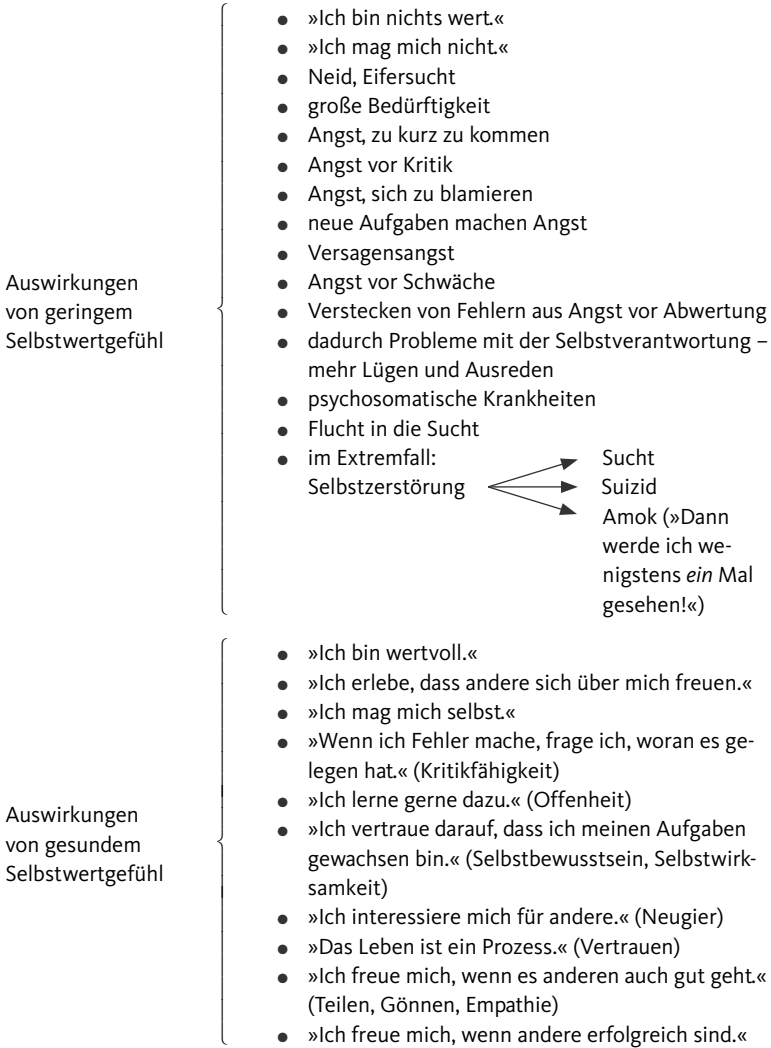 Auswirkungen
von geringem
Selbstwertgefühl
● »Ich bin nichts wert.«
● »Ich mag mich nicht.«
● Neid, Eifersucht
● große Bedürftigkeit
● Angst, zu kurz zu kommen
● Angst vor Kritik
● Angst, sich zu blamieren
● neue Aufgaben machen Angst
● Versagensangst
● Angst vor Schwäche
● Verstecken von Fehlern aus Angst vor Abwertung
● dadurch Probleme mit der Selbstverantwortung –
mehr Lügen und Ausreden
● psychosomatische Krankheiten
● Flucht in die Sucht
● im Extremfall:
Selbstzerstörung
Sucht
Suizid
Amok (»Dann
werde ich we-
nigstens ein Mal
gesehen!«)
Auswirkungen
von gesundem
Selbstwertgefühl
● »Ich bin wertvoll.«
● »Ich erlebe, dass andere sich über mich freuen.«
● »Ich mag mich selbst.«
● »Wenn ich Fehler mache, frage ich, woran es ge-
legen hat.« (Kritikfähigkeit)
● »Ich lerne gerne dazu.« (Offenheit)
● »Ich vertraue darauf, dass ich meinen Aufgaben
gewachsen bin.« (Selbstbewusstsein, Selbstwirk-
samkeit)
● »Ich interessiere mich für andere.« (Neugier)
● »Das Leben ist ein Prozess.« (Vertrauen)
● »Ich freue mich, wenn es anderen auch gut geht.«
(Teilen, Gönnen, Empathie)
● »Ich freue mich, wenn andere erfolgreich sind.«